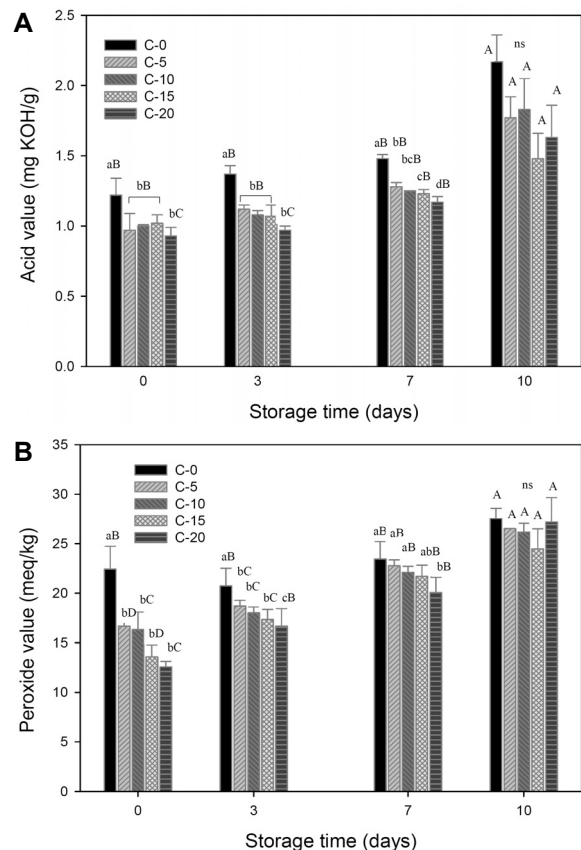 A
Acid value (mg KOH/g)
2.5
2.0
1.5
1.0
0.5
0.0
C-0
C-5
C-10
C-15
C-20
aB
bB
bC
aB
bB
bC
aB
bB
bcB
cB
dB
A
A
ns
A
A
A
0
3
7
10
Storage time (days)
B
Peroxide value (meq/kg)
35
30
25
20
15
10
5
0
C-0
C-5
C-10
C-15
C-20
aB
bD
bC
bD
bC
aB
bC
bC
bC
cB
aB
aB
aB
abB
bB
A
A
A
ns
A
A
0
3
7
10
Storage time (days)